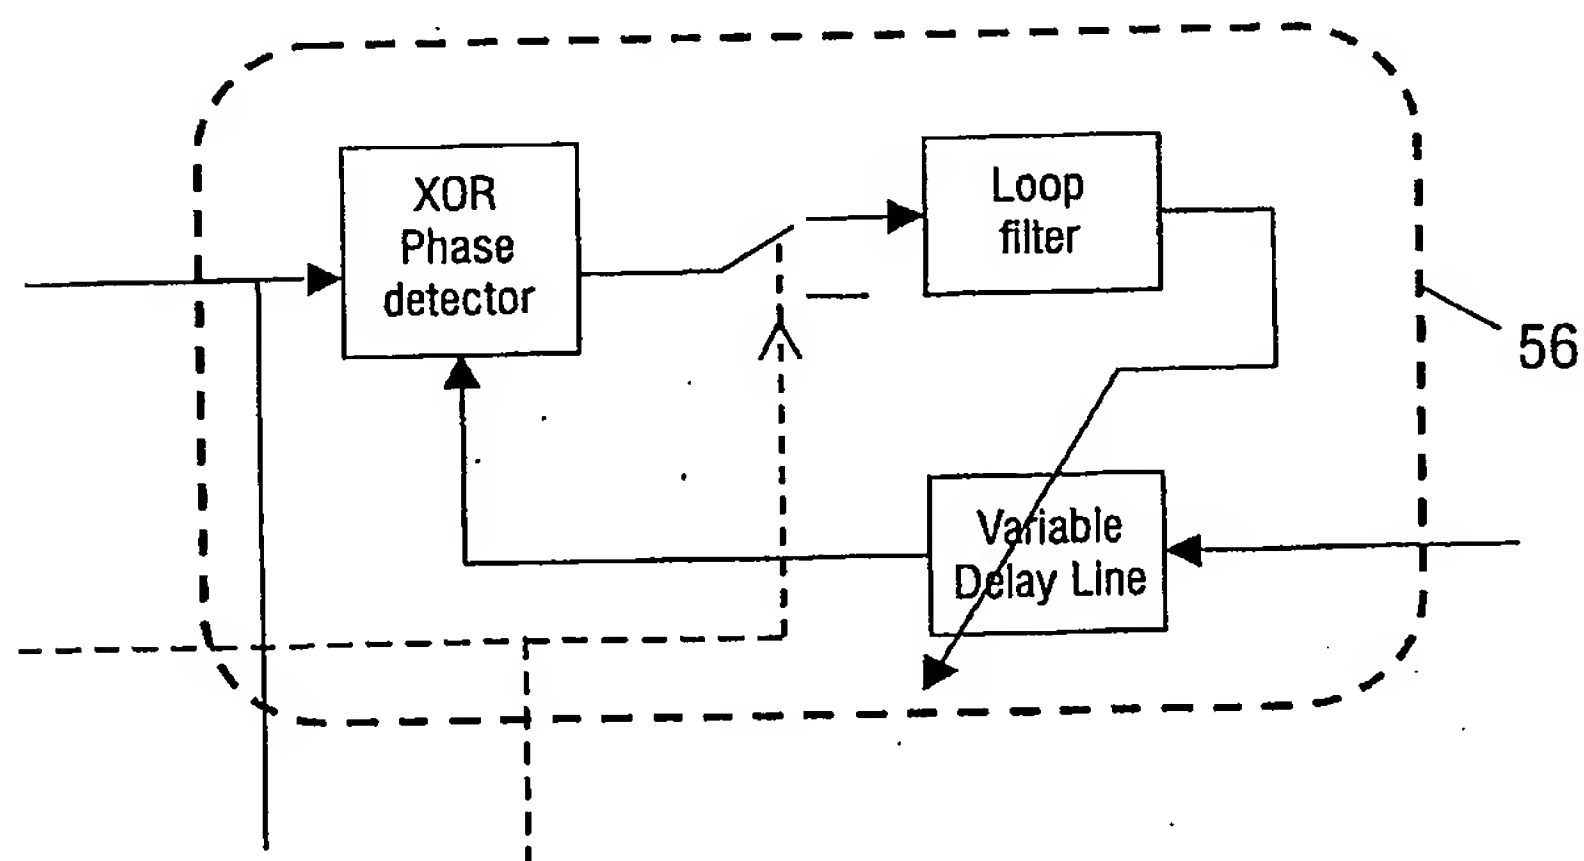 XOR
Phase
detector
Loop
filter
56
Variable
Delay Line